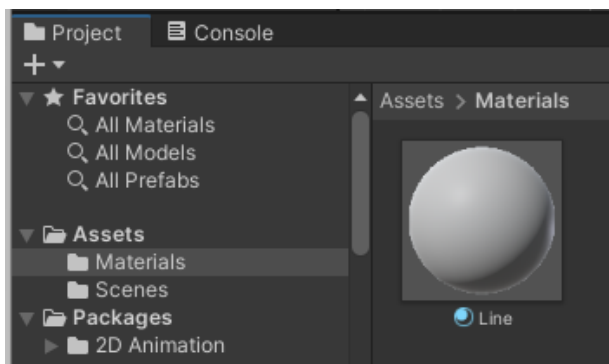 Project
Console
Favorites
All Materials
All Models
All Prefabs
Assets
Materials
Scenes
Packages
2D Animation
Assets > Materials
Line